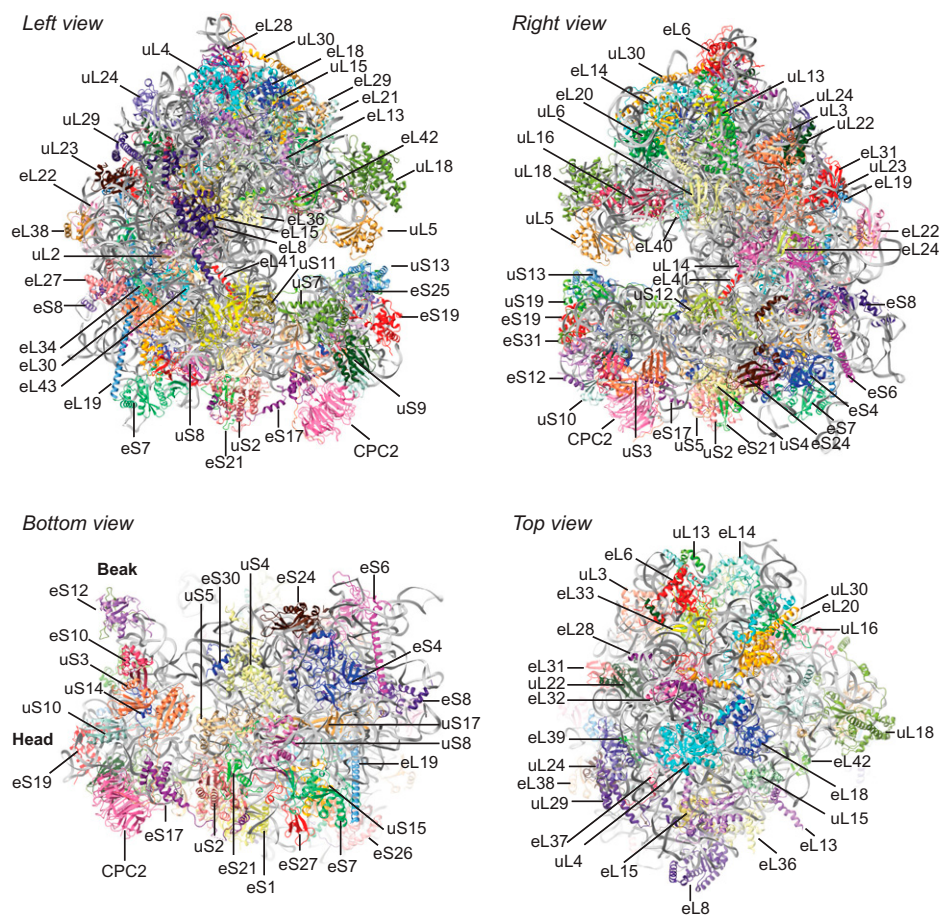 Left view
eL28
uL30
eL18
uL15
uL4
uL24
eL29
eL21
eL13
uL29
eL42
uL23
uL18
eL22
eL38
eL36
eL15
eL8
uL5
uL2
eL41
uS11
uS13
eL27
uS7
eS25
eS8
eS19
eL34
eL30
eL43
uS9
eL19
eS7
uS8
uS2
eS17
eS21
CPC2
Right view
eL6
uL30
eL14
uL13
eL20
uL24
uL6
uL3
uL22
uL16
eL31
uL23
uL18
eL19
uL5
eL22
eL40
eL24
uL14
uS13
eL41
uS12
eS8
uS19
eS19
eS31
eS12
eS6
uS10
eS4
CPC2
eS17
eS7
uS3
uS5
uS2
eS21
uS4
eS24
Bottom view
Beak
eS12
eS30
uS4
eS24
eS6
uS5
eS10
eS4
uS3
uS14
eS8
uS10
uS17
Head
uS8
eL19
eS19
eS17
uS15
uS2
CPC2
eS21
eS27
eS7
eS26
eS1
Top view
uL13
eL14
eL6
uL3
uL30
eL33
eL20
eL28
uL16
eL31
uL22
eL32
uL18
eL39
eL42
uL24
eL38
eL18
uL29
uL15
eL37
eL13
uL4
eL15
eL36
eL8